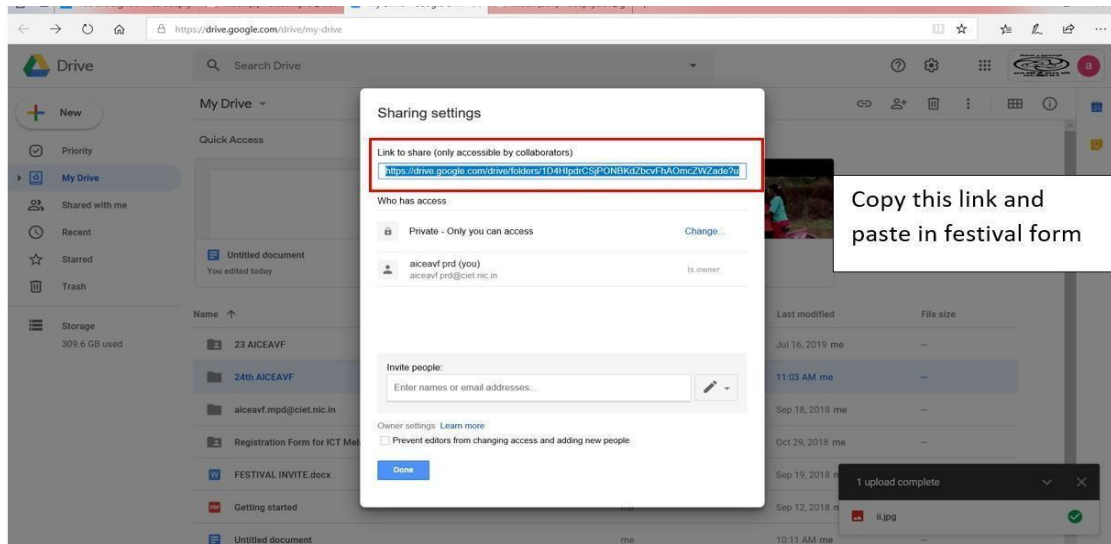 https://drive.google.com/drive/my-drive
Drive
Search Drive
a
New
My Drive
Quick Access
Priority
My Drive
Shared with me
Recent
Starred
Trash
Storage
309.6 GB used
Untitled document
You edited today
Sharing settings
Link to share (only accessible by collaborators)
https://drive.google.com/drive/folders/1D4HIpdrCSjPONBKdZbcvFhAOmcZWZade?u
Who has access
Private - Only you can access
Change...
aiceavf prd (you)
aiceavf.prd@ciet.nic.in
Is owner
Invite people:
Enter names or email addresses...
Owner settings Learn more
Prevent editors from changing access and adding new people
Done
Copy this link and
paste in festival form
Name
Last modified
File size
23 AICEAVF
Jul 16, 2019 me
—
24th AICEAVF
11:03 AM me
—
aiceavf.mpd@ciet.nic.in
Sep 18, 2018 me
—
Registration Form for ICT Mel
Oct 29, 2018 me
—
FESTIVAL INVITE.docx
Sep 19, 2018
Getting started
me
Sep 12, 2018
Untitled document
me
10:11 AM me
—
1 upload complete
ii.jpg